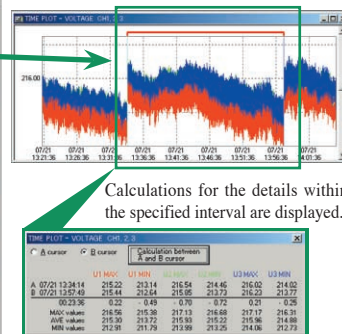 TIME PLOT - VOLTAGE CH1, 2, 3
216.00
07/21 07/21 07/21 07/21 07/21 07/21 07/21 07/21
13:21:36 13:26:36 13:31:36 13:36:36 13:41:36 13:46:36 13:51:36 13:56:36 14:01:36
Calculations for the details within
the specified interval are displayed.
TIME PLOT - VOLTAGE CH1, 2, 3
A cursor B cursor Calculation between
A and B cursor
U1 MAX U1 MIN U2 MAX U2 MIN U3 MAX U3 MIN
A 07/21 13:34:14 215.22 213.14 216.54 214.46 216.02 214.02
B 07/21 13:57:49 215.44 212.64 215.85 213.73 216.23 213.77
00:23:36 0.22 - 0.49 - 0.70 - 0.72 0.21 - 0.25
MAX values 216.56 215.38 217.13 216.68 217.17 216.31
AVE values 215.30 213.72 215.93 215.22 215.96 214.88
MIN values 212.91 211.79 213.99 213.25 214.06 212.71